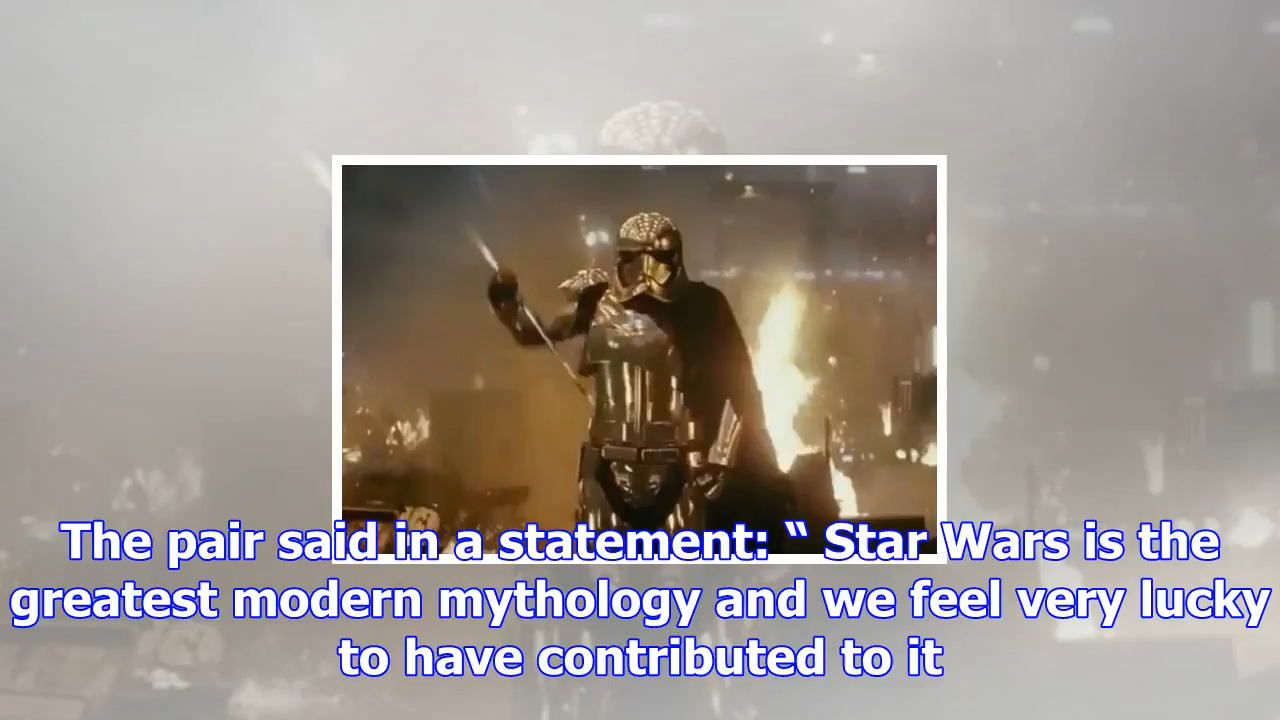 The pair said in a statement: “ Star Wars is the
greatest modern mythology and we feel very lucky
to have contributed to it